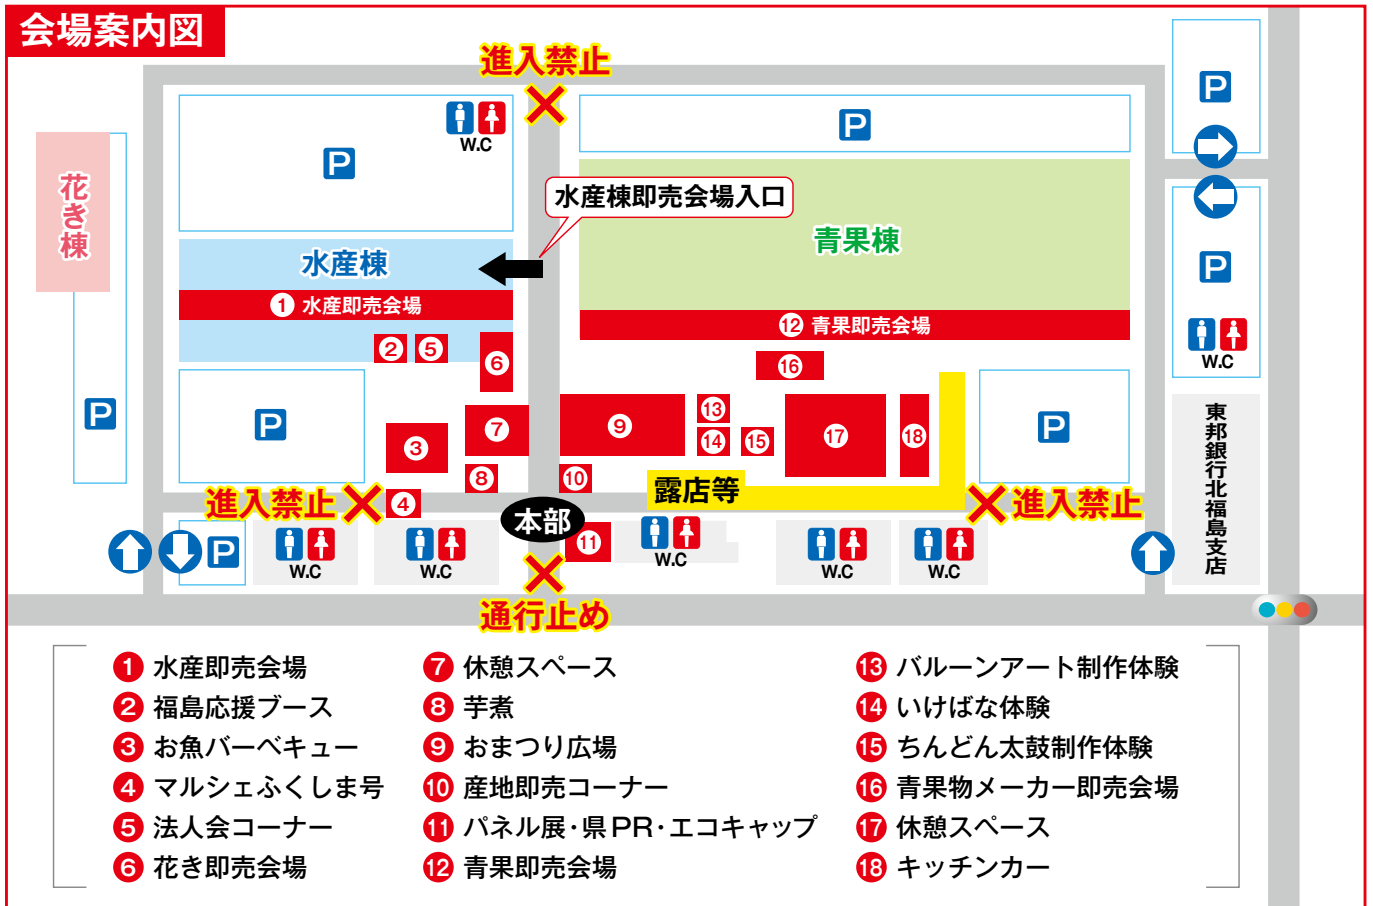 会場案内図
進入禁止
P
W.C
P
P
水産棟即売会場入口
花き棟
水産棟
青果棟
P
① 水産即売会場
⑫ 青果即売会場
W.C
② ⑤
⑥
⑯
P
P
③
⑦
⑨
⑬
⑭
⑮
⑰
⑱
P
東邦銀行北福島支店
⑧
⑩
露店等
進入禁止
④
本部
進入禁止
P
W.C
W.C
⑪
W.C
W.C
W.C
通行止め
① 水産即売会場
② 福島応援ブース
③ お魚バーベキュー
④ マルシェふくしま号
⑤ 法人会コーナー
⑥ 花き即売会場
⑦ 休憩スペース
⑧ 芋煮
⑨ おまつり広場
⑩ 産地即売コーナー
⑪ パネル展・県PR・エコキャップ
⑫ 青果即売会場
⑬ バルーンアート制作体験
⑭ いけばな体験
⑮ ちんどん太鼓制作体験
⑯ 青果物メーカー即売会場
⑰ 休憩スペース
⑱ キッチンカー